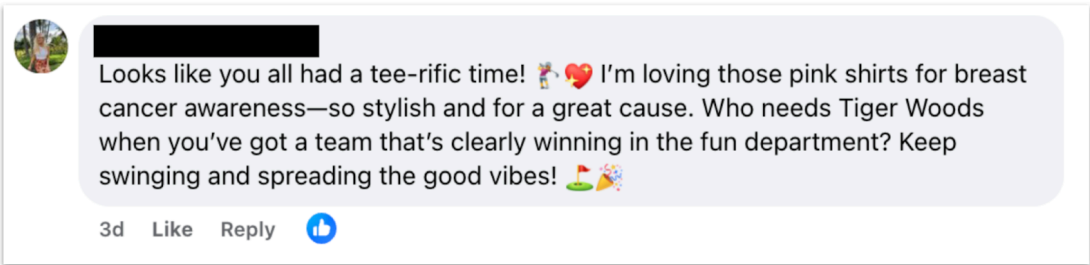 Looks like you all had a tee-rific time! 🏌️‍♀️💖 I’m loving those pink shirts for breast
cancer awareness—so stylish and for a great cause. Who needs Tiger Woods
when you’ve got a team that’s clearly winning in the fun department? Keep
swinging and spreading the good vibes! ⛳🎉
3d Like Reply